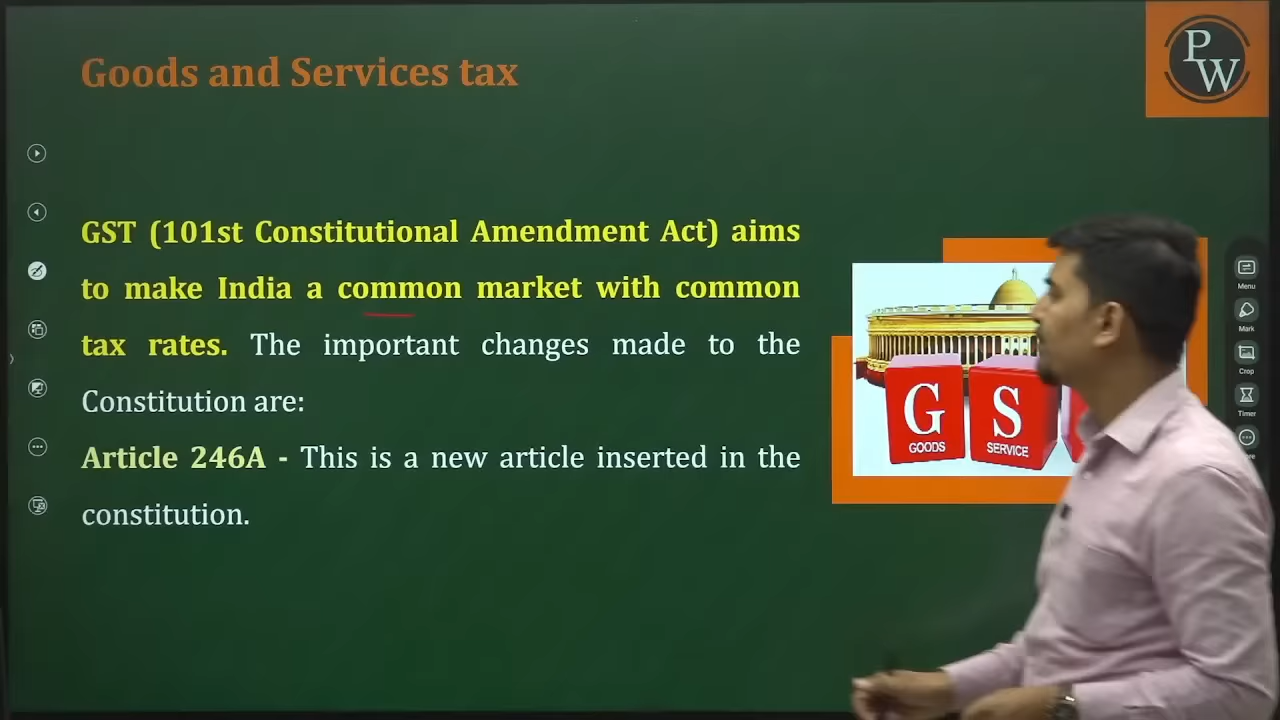 Goods and Services tax
P
W
GST (101st Constitutional Amendment Act) aims
to make India a common market with common
tax rates. The important changes made to the
Constitution are:
Article 246A - This is a new article inserted in the
constitution.
G
GOODS
S
SERVICE
Menu
Mark
Crop
Timer